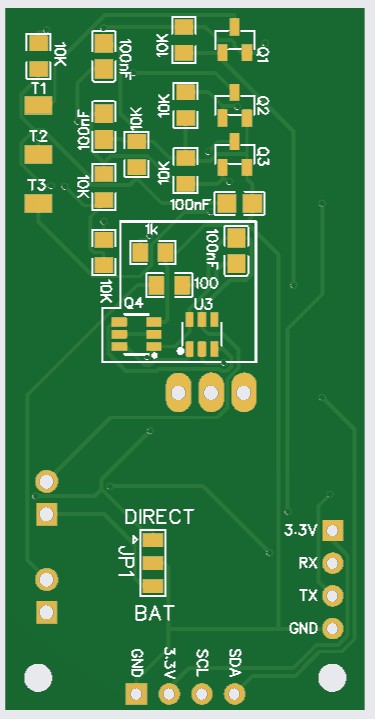 10K
100nF
10K
Q1
T1
100nF
10K
10K
Q2
T2
10K
Q3
T3
10K
100nF
1k
100nF
10K
100
Q4
U3
DIRECT
JP1
BAT
3.3V
RX
TX
GND
GND
3.3V
SCL
SDA